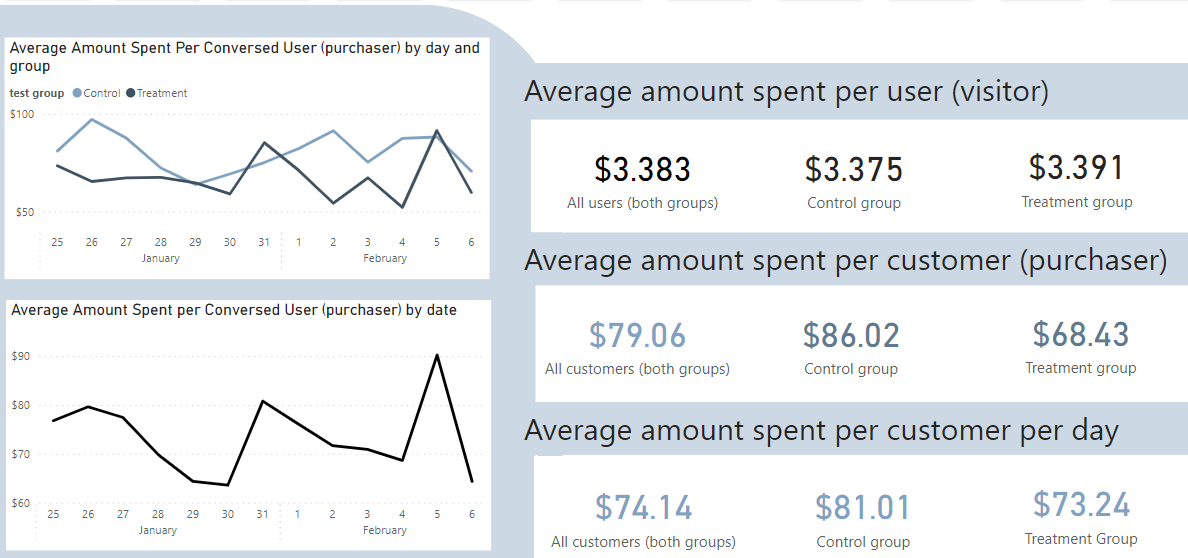 Average Amount Spent Per Conversed User (purchaser) by day and
group
test group Control Treatment
$100
$50
25 26 27 28 29 30 31 1 2 3 4 5 6
January February
Average Amount Spent per Conversed User (purchaser) by date
$90
$80
$70
$60
25 26 27 28 29 30 31 1 2 3 4 5 6
January February
Average amount spent per user (visitor)
$3.383 $3.375 $3.391
All users (both groups) Control group Treatment group
Average amount spent per customer (purchaser)
$79.06 $86.02 $68.43
All customers (both groups) Control group Treatment group
Average amount spent per customer per day
$74.14 $81.01 $73.24
All customers (both groups) Control group Treatment Group